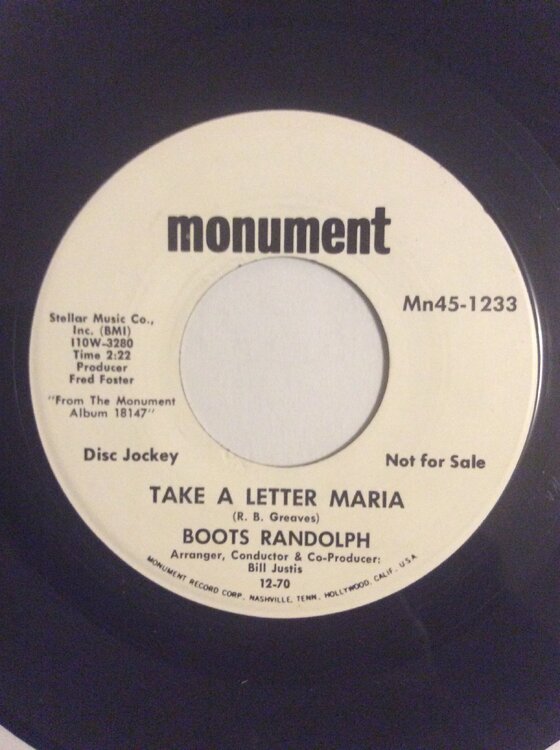 monument
Mn45-1233
Stellar Music Co.,
Inc. (BMI)
110W-3280
Time 2:22
Producer
Fred Foster
"From The Monument
Album 18147"
Disc Jockey
Not for Sale
TAKE A LETTER MARIA
(R. B. Greaves)
BOOTS RANDOLPH
Arranger, Conductor & Co-Producer:
Bill Justis
12-70
MONUMENT RECORD CORP. NASHVILLE, TENN. HOLLYWOOD, CALIF. U.S.A